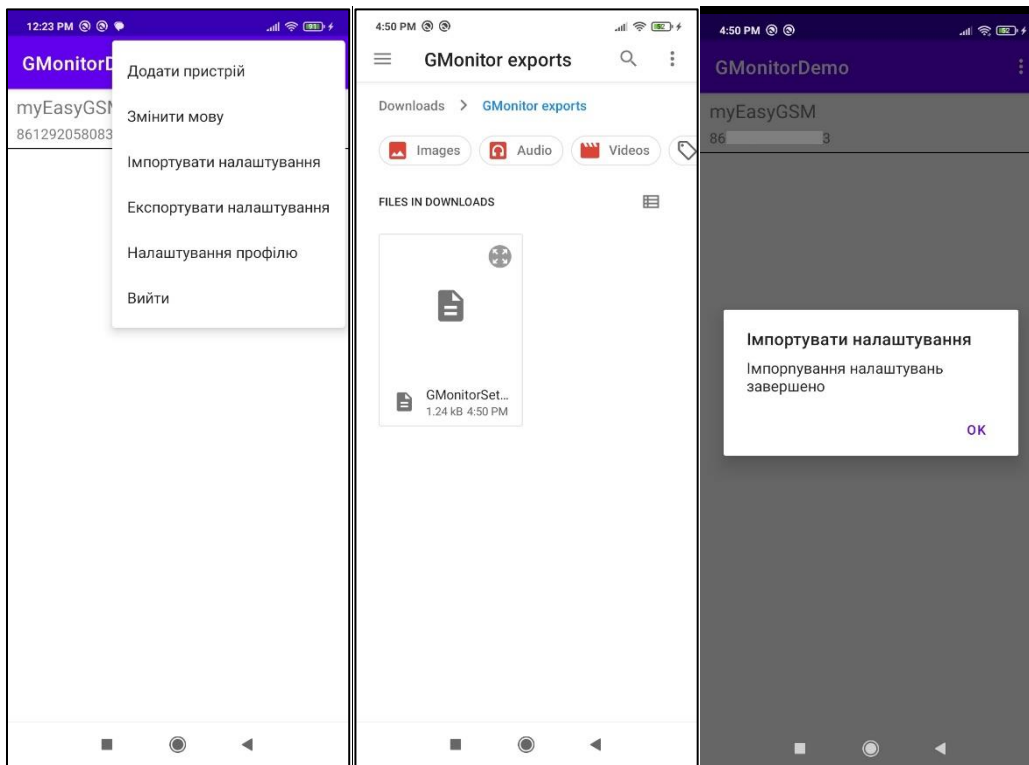 12:23 PM
91
GMonitorD
Додати пристрій
Змінити мову
Імпортувати налаштування
Експортувати налаштування
Налаштування профілю
Вийти
myEasyGSM
861292058083
4:50 PM
GMonitor exports
Downloads > GMonitor exports
Images
Audio
Videos
FILES IN DOWNLOADS
GMonitorSet...
1.24 kB 4:50 PM
4:50 PM
GMonitorDemo
myEasyGSM
86 3
Імпортувати налаштування
Імпорпування налаштувань
завершено
OK